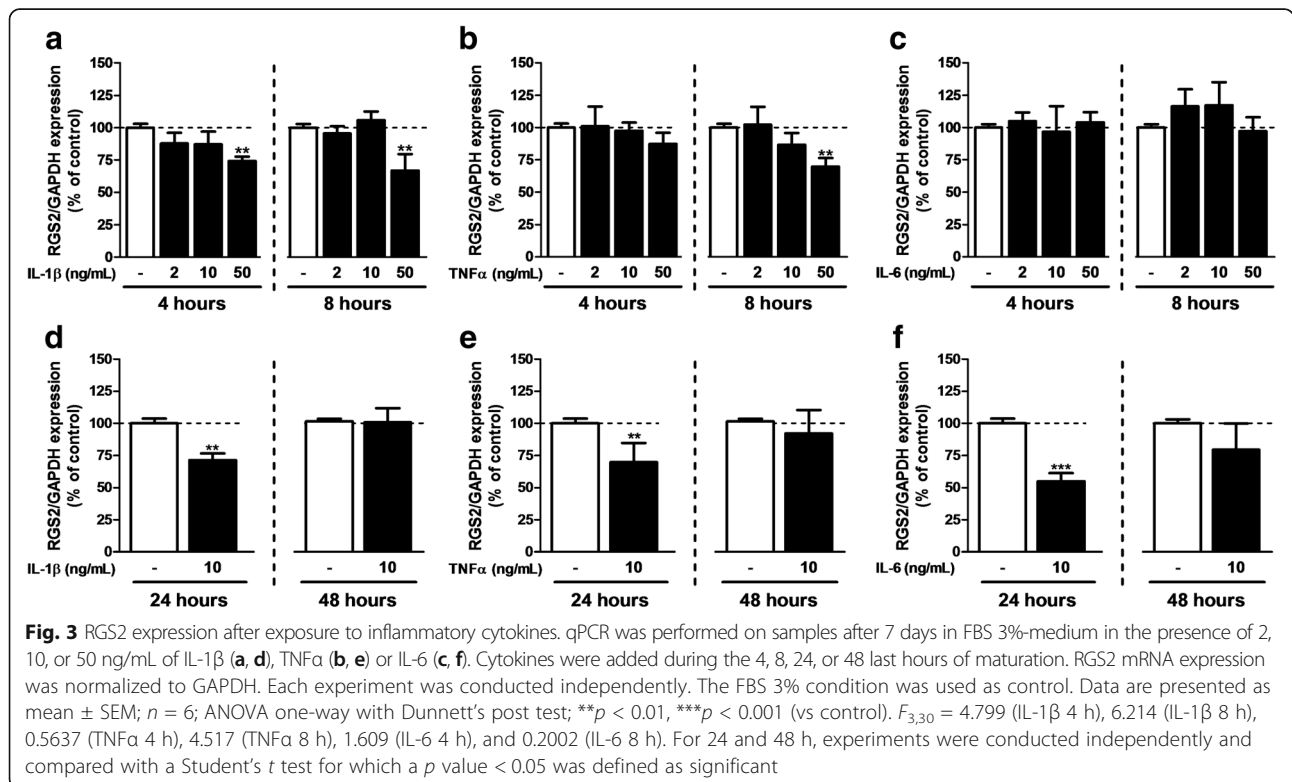 a
RGS2/GAPDH expression
(% of control)
150
125
100
75
50
25
0
**
**
IL-1β (ng/mL)
- 2 10 50 - 2 10 50
4 hours 8 hours
b
RGS2/GAPDH expression
(% of control)
150
125
100
75
50
25
0
**
TNFα (ng/mL)
- 2 10 50 - 2 10 50
4 hours 8 hours
c
RGS2/GAPDH expression
(% of control)
150
125
100
75
50
25
0
IL-6 (ng/mL)
- 2 10 50 - 2 10 50
4 hours 8 hours
d
RGS2/GAPDH expression
(% of control)
150
125
100
75
50
25
0
**
IL-1β (ng/mL)
- 10 - 10
24 hours 48 hours
e
RGS2/GAPDH expression
(% of control)
150
125
100
75
50
25
0
**
TNFα (ng/mL)
- 10 - 10
24 hours 48 hours
f
RGS2/GAPDH expression
(% of control)
150
125
100
75
50
25
0
***
IL-6 (ng/mL)
- 10 - 10
24 hours 48 hours
Fig. 3 RGS2 expression after exposure to inflammatory cytokines. qPCR was performed on samples after 7 days in FBS 3%-medium in the presence of 2,
10, or 50 ng/mL of IL-1β (a, d), TNFα (b, e) or IL-6 (c, f). Cytokines were added during the 4, 8, 24, or 48 last hours of maturation. RGS2 mRNA expression
was normalized to GAPDH. Each experiment was conducted independently. The FBS 3% condition was used as control. Data are presented as
mean ± SEM; n = 6; ANOVA one-way with Dunnett's post test; **p < 0.01, ***p < 0.001 (vs control). F3,30 = 4.799 (IL-1β 4 h), 6.214 (IL-1β 8 h),
0.5637 (TNFα 4 h), 4.517 (TNFα 8 h), 1.609 (IL-6 4 h), and 0.2002 (IL-6 8 h). For 24 and 48 h, experiments were conducted independently and
compared with a Student's t test for which a p value < 0.05 was defined as significant